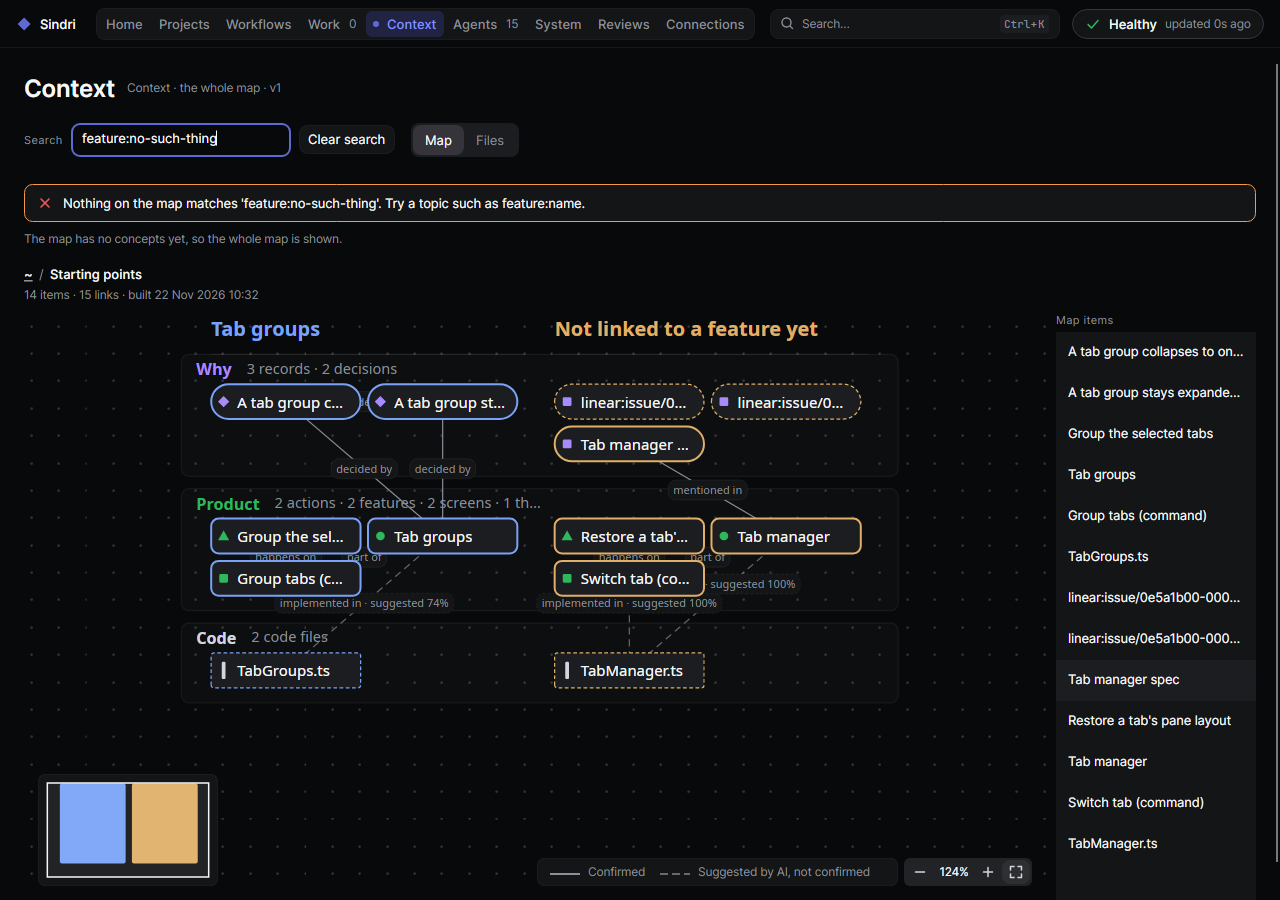 Sindri
Home
Projects
Workflows
Work 0
Context
Agents 15
System
Reviews
Connections
Search...
Ctrl+K
Healthy updated 0s ago
Context
Context · the whole map · v1
Search
feature:no-such-thing
Clear search
Map
Files
Nothing on the map matches 'feature:no-such-thing'. Try a topic such as feature:name.
The map has no concepts yet, so the whole map is shown.
~ / Starting points
14 items · 15 links · built 22 Nov 2026 10:32
Tab groups
Not linked to a feature yet
Why 3 records · 2 decisions
A tab group c...
A tab group st...
linear:issue/0...
linear:issue/0...
Tab manager ...
decided by
decided by
mentioned in
Product 2 actions · 2 features · 2 screens · 1 th...
Group the sel...
Tab groups
Restore a tab'...
Tab manager
happens on
part of
happens on
part of
Group tabs (c...
Switch tab (co...
· suggested 100%
implemented in · suggested 74%
implemented in · suggested 100%
Code 2 code files
TabGroups.ts
TabManager.ts
Confirmed
Suggested by AI, not confirmed
124%
Map items
A tab group collapses to on...
A tab group stays expande...
Group the selected tabs
Tab groups
Group tabs (command)
TabGroups.ts
linear:issue/0e5a1b00-000...
linear:issue/0e5a1b00-000...
Tab manager spec
Restore a tab's pane layout
Tab manager
Switch tab (command)
TabManager.ts